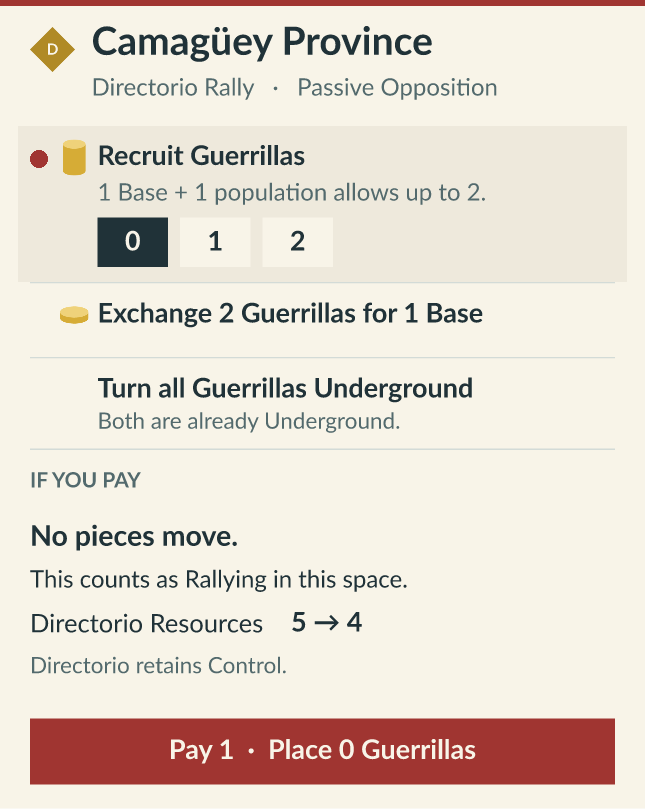 D
Camagüey Province
Directorio Rally · Passive Opposition
Recruit Guerrillas
1 Base + 1 population allows up to 2.
0 1 2
Exchange 2 Guerrillas for 1 Base
Turn all Guerrillas Underground
Both are already Underground.
IF YOU PAY
No pieces move.
This counts as Rallying in this space.
Directorio Resources 5 → 4
Directorio retains Control.
Pay 1 · Place 0 Guerrillas